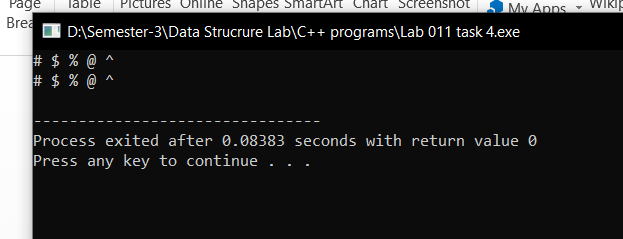 Page Table Pictures Online Shapes SmartArt Chart Screenshot My Apps
Brea
D:\Semester-3\Data Strucrure Lab\C++ programs\Lab 011 task 4.exe
# $ % @ ^
# $ % @ ^
--------------------------------
Process exited after 0.08383 seconds with return value 0
Press any key to continue . . .